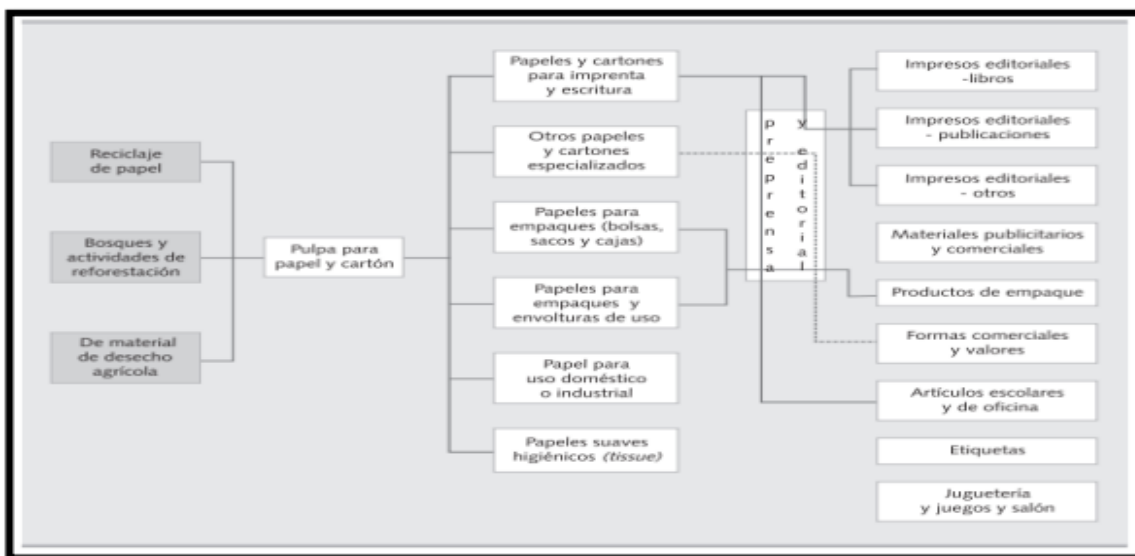 Reciclaje
de papel
Bosques y
actividades de
reforestación
De material
de desecho
agrícola
Pulpa para
papel y cartón
Papeles y cartones
para imprenta
y escritura
Otros papeles
y cartones
especializados
Papeles para
empaques (bolsas,
sacos y cajas)
Papeles para
empaques y
envolturas de uso
Papel para
uso doméstico
o industrial
Papeles suaves
higiénicos (tissue)
preprensa
y editorial
Impresos editoriales
-libros
Impresos editoriales
- publicaciones
Impresos editoriales
- otros
Materiales publicitarios
y comerciales
Productos de empaque
Formas comerciales
y valores
Artículos escolares
y de oficina
Etiquetas
Juguetería
y juegos y salón